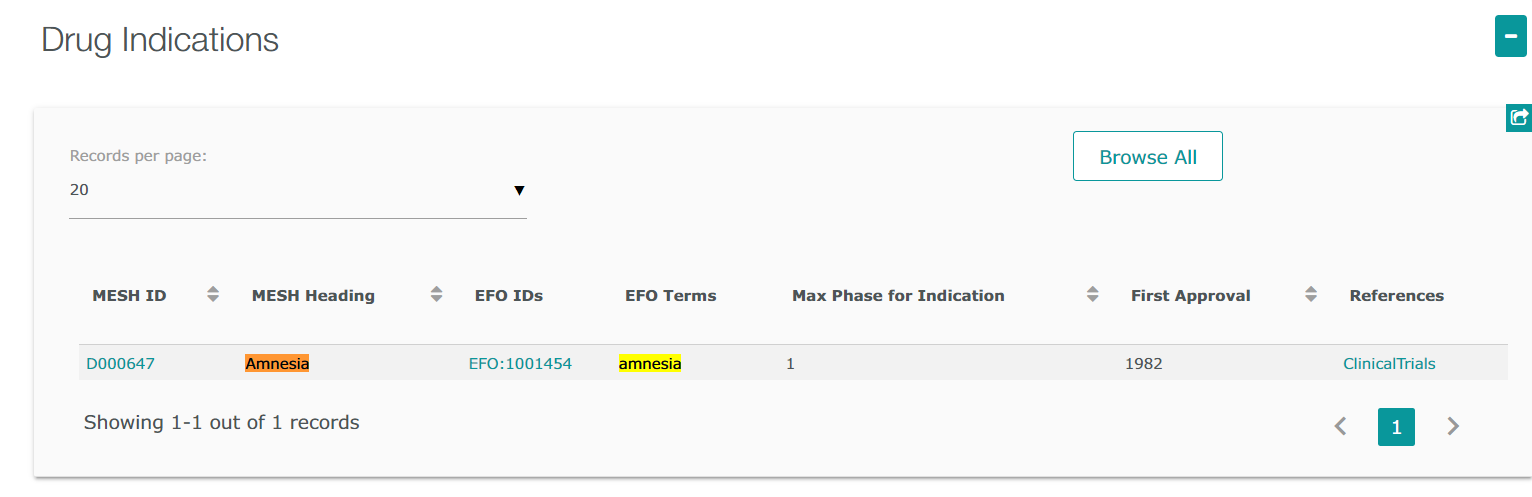 Drug Indications
Records per page:
20
Browse All
MESH ID MESH Heading EFO IDs EFO Terms Max Phase for Indication First Approval References
D000647 Amnesia EFO:1001454 amnesia 1 1982 ClinicalTrials
Showing 1-1 out of 1 records
1